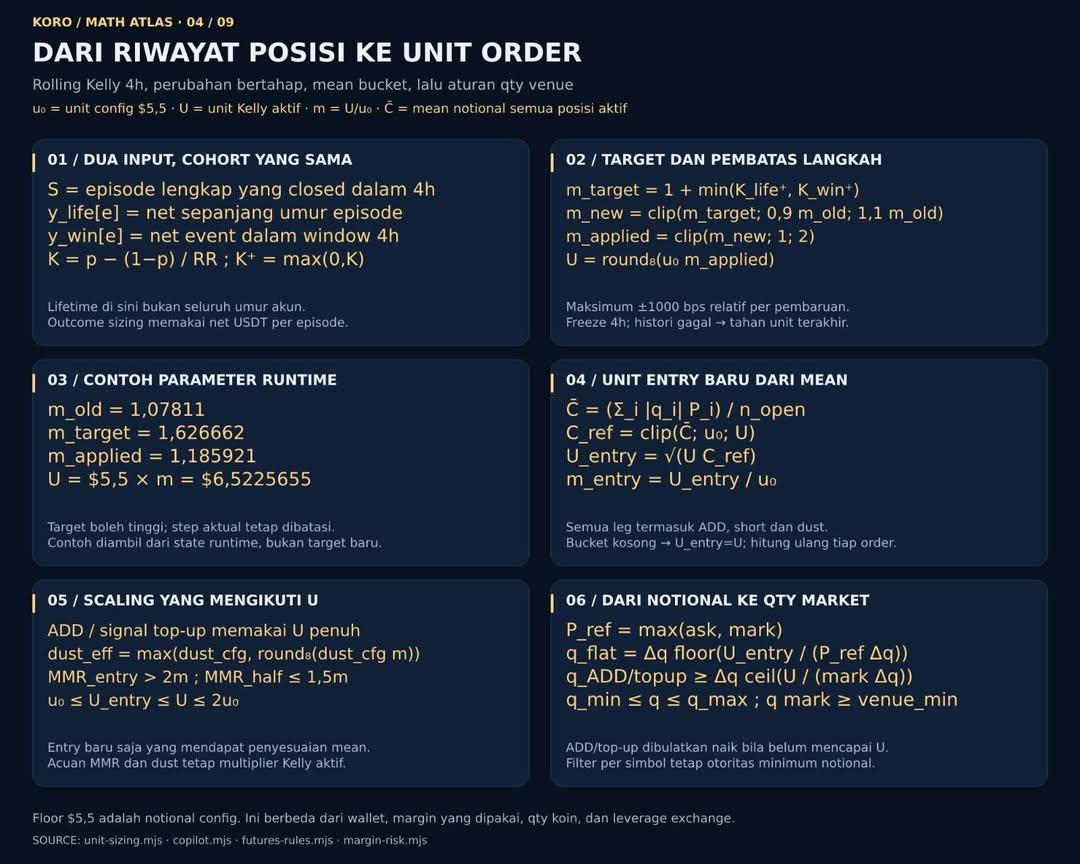 KORO / MATH ATLAS · 04 / 09
DARI RIWAYAT POSISI KE UNIT ORDER
Rolling Kelly 4h, perubahan bertahap, mean bucket, lalu aturan qty venue
u₀ = unit config $5,5 · U = unit Kelly aktif · m = U/u₀ · C̄ = mean notional semua posisi aktif
01 / DUA INPUT, COHORT YANG SAMA
S = episode lengkap yang closed dalam 4h
y_life[e] = net sepanjang umur episode
y_win[e] = net event dalam window 4h
K = p − (1−p) / RR ; K⁺ = max(0,K)
Lifetime di sini bukan seluruh umur akun.
Outcome sizing memakai net USDT per episode.
02 / TARGET DAN PEMBATAS LANGKAH
m_target = 1 + min(K_life⁺, K_win⁺)
m_new = clip(m_target; 0,9 m_old; 1,1 m_old)
m_applied = clip(m_new; 1; 2)
U = round₈(u₀ m_applied)
Maksimum ±1000 bps relatif per pembaruan.
Freeze 4h; histori gagal → tahan unit terakhir.
03 / CONTOH PARAMETER RUNTIME
m_old = 1,07811
m_target = 1,626662
m_applied = 1,185921
U = $5,5 × m = $6,5225655
Target boleh tinggi; step aktual tetap dibatasi.
Contoh diambil dari state runtime, bukan target baru.
04 / UNIT ENTRY BARU DARI MEAN
C̄ = (Σ_i |q_i| P_i) / n_open
C_ref = clip(C̄; u₀; U)
U_entry = √(U C_ref)
m_entry = U_entry / u₀
Semua leg termasuk ADD, short dan dust.
Bucket kosong → U_entry=U; hitung ulang tiap order.
05 / SCALING YANG MENGIKUTI U
ADD / signal top-up memakai U penuh
dust_eff = max(dust_cfg, round₈(dust_cfg m))
MMR_entry > 2m ; MMR_half ≤ 1,5m
u₀ ≤ U_entry ≤ U ≤ 2u₀
Entry baru saja yang mendapat penyesuaian mean.
Acuan MMR dan dust tetap multiplier Kelly aktif.
06 / DARI NOTIONAL KE QTY MARKET
P_ref = max(ask, mark)
q_flat = Δq floor(U_entry / (P_ref Δq))
q_ADD/topup ≥ Δq ceil(U / (mark Δq))
q_min ≤ q ≤ q_max ; q mark ≥ venue_min
ADD/top-up dibulatkan naik bila belum mencapai U.
Filter per simbol tetap otoritas minimum notional.
Floor $5,5 adalah notional config. Ini berbeda dari wallet, margin yang dipakai, qty koin, dan leverage exchange.
SOURCE: unit-sizing.mjs · copilot.mjs · futures-rules.mjs · margin-risk.mjs